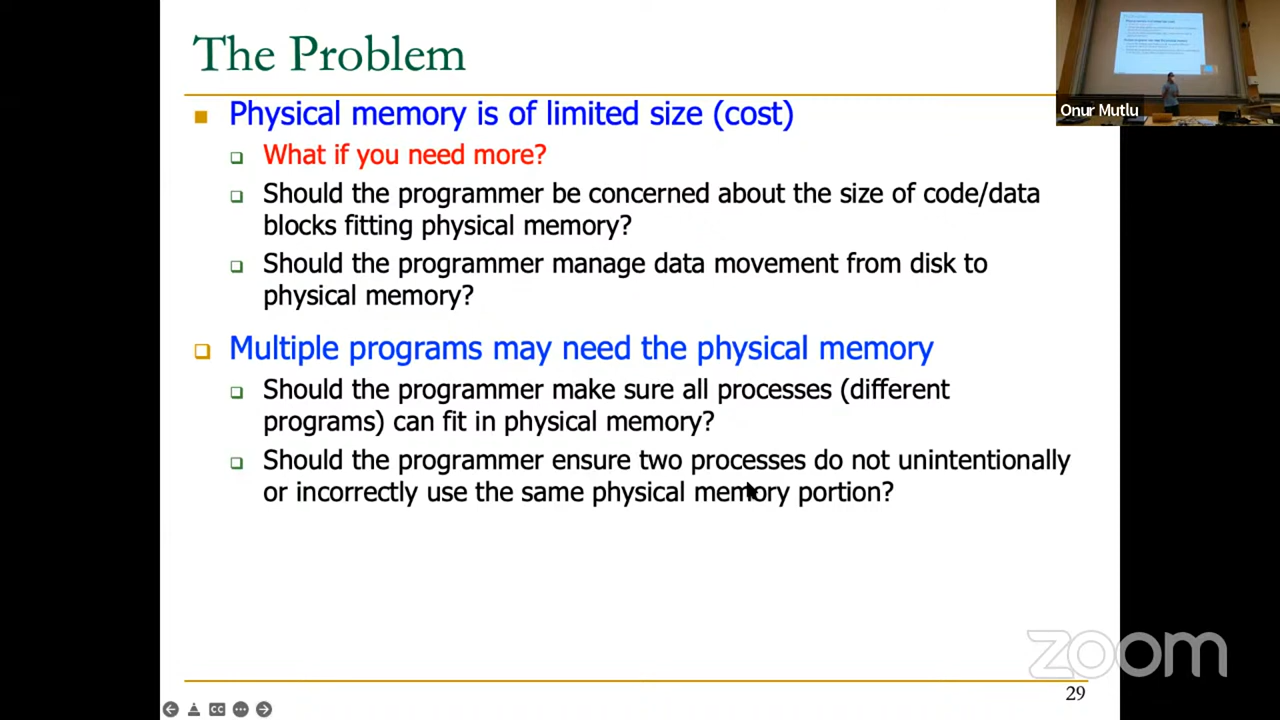 The Problem
Physical memory is of limited size (cost)
What if you need more?
Should the programmer be concerned about the size of code/data
blocks fitting physical memory?
Should the programmer manage data movement from disk to
physical memory?
Multiple programs may need the physical memory
Should the programmer make sure all processes (different
programs) can fit in physical memory?
Should the programmer ensure two processes do not unintentionally
or incorrectly use the same physical memory portion?
Onur Mutlu
zoom
29
CC